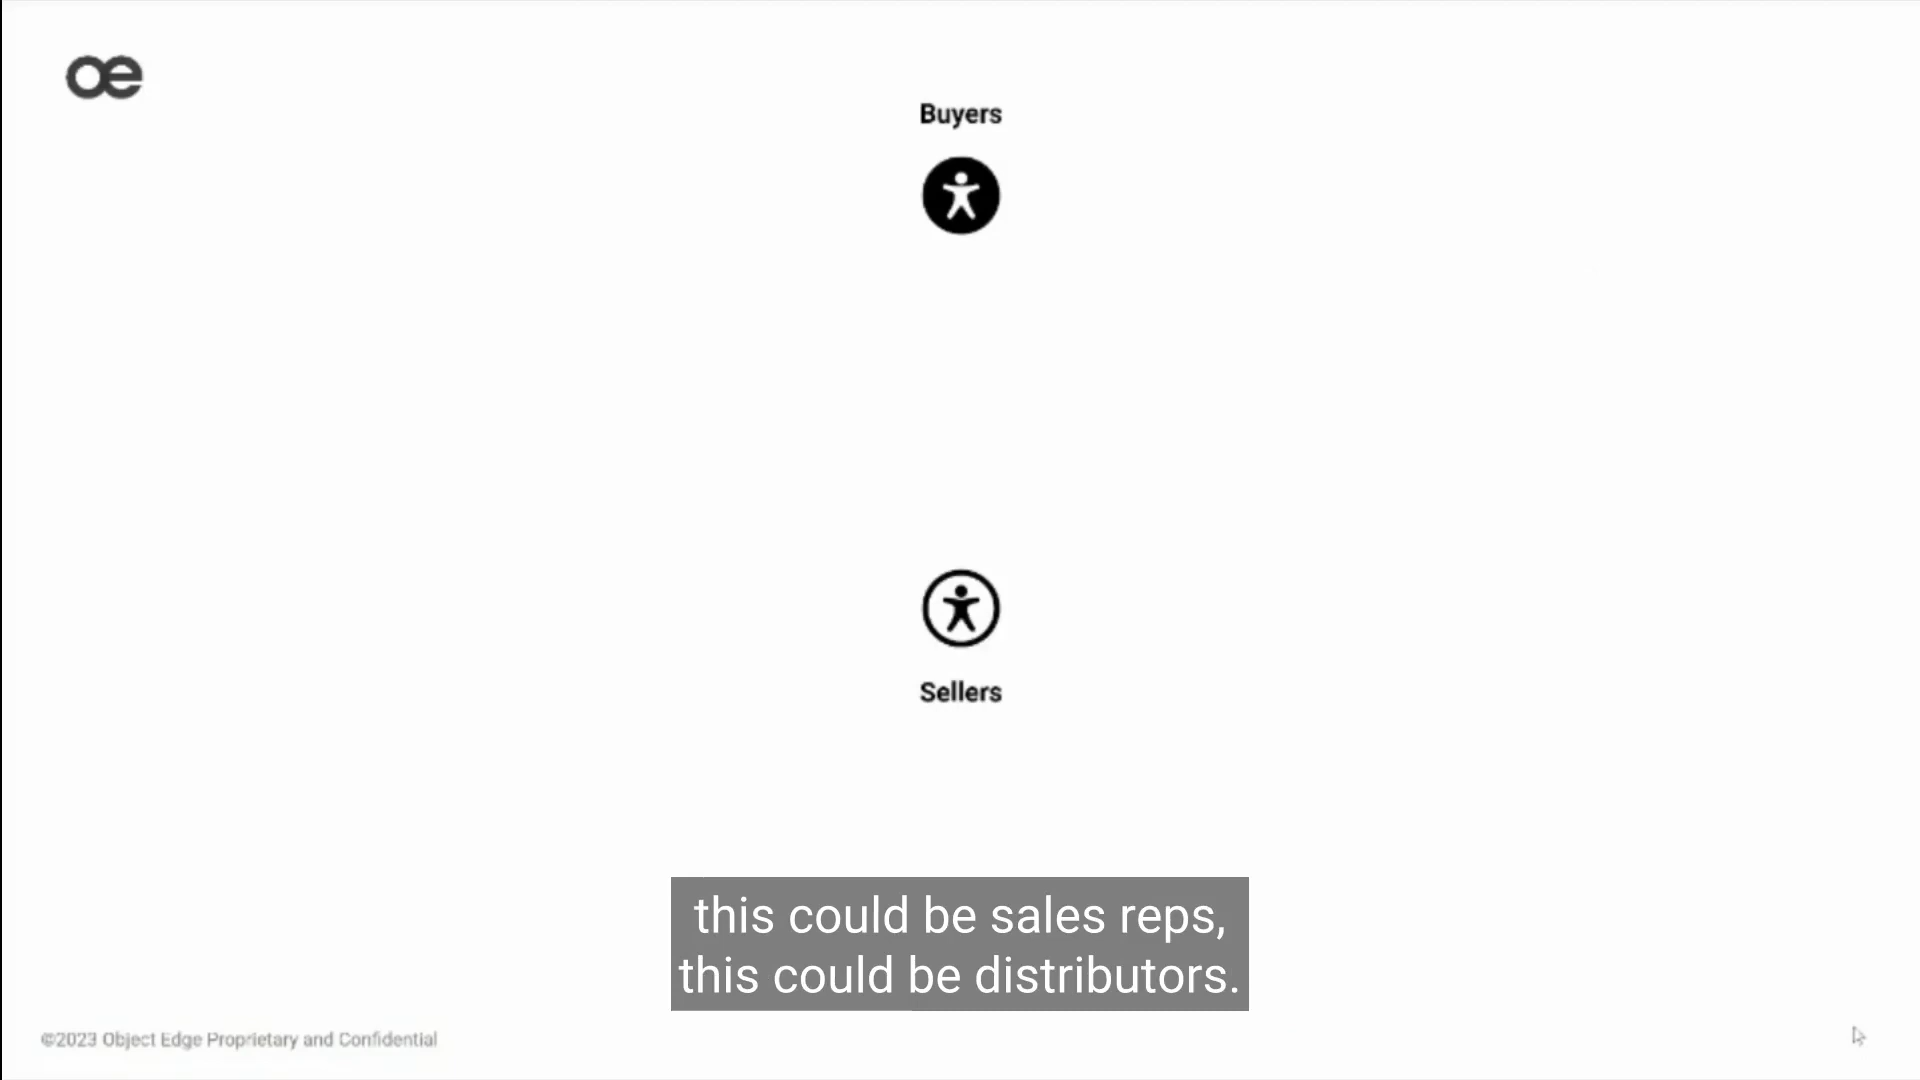 oe
Buyers
Sellers
this could be sales reps,
this could be distributors.
©2023 Object Edge Proprietary and Confidential